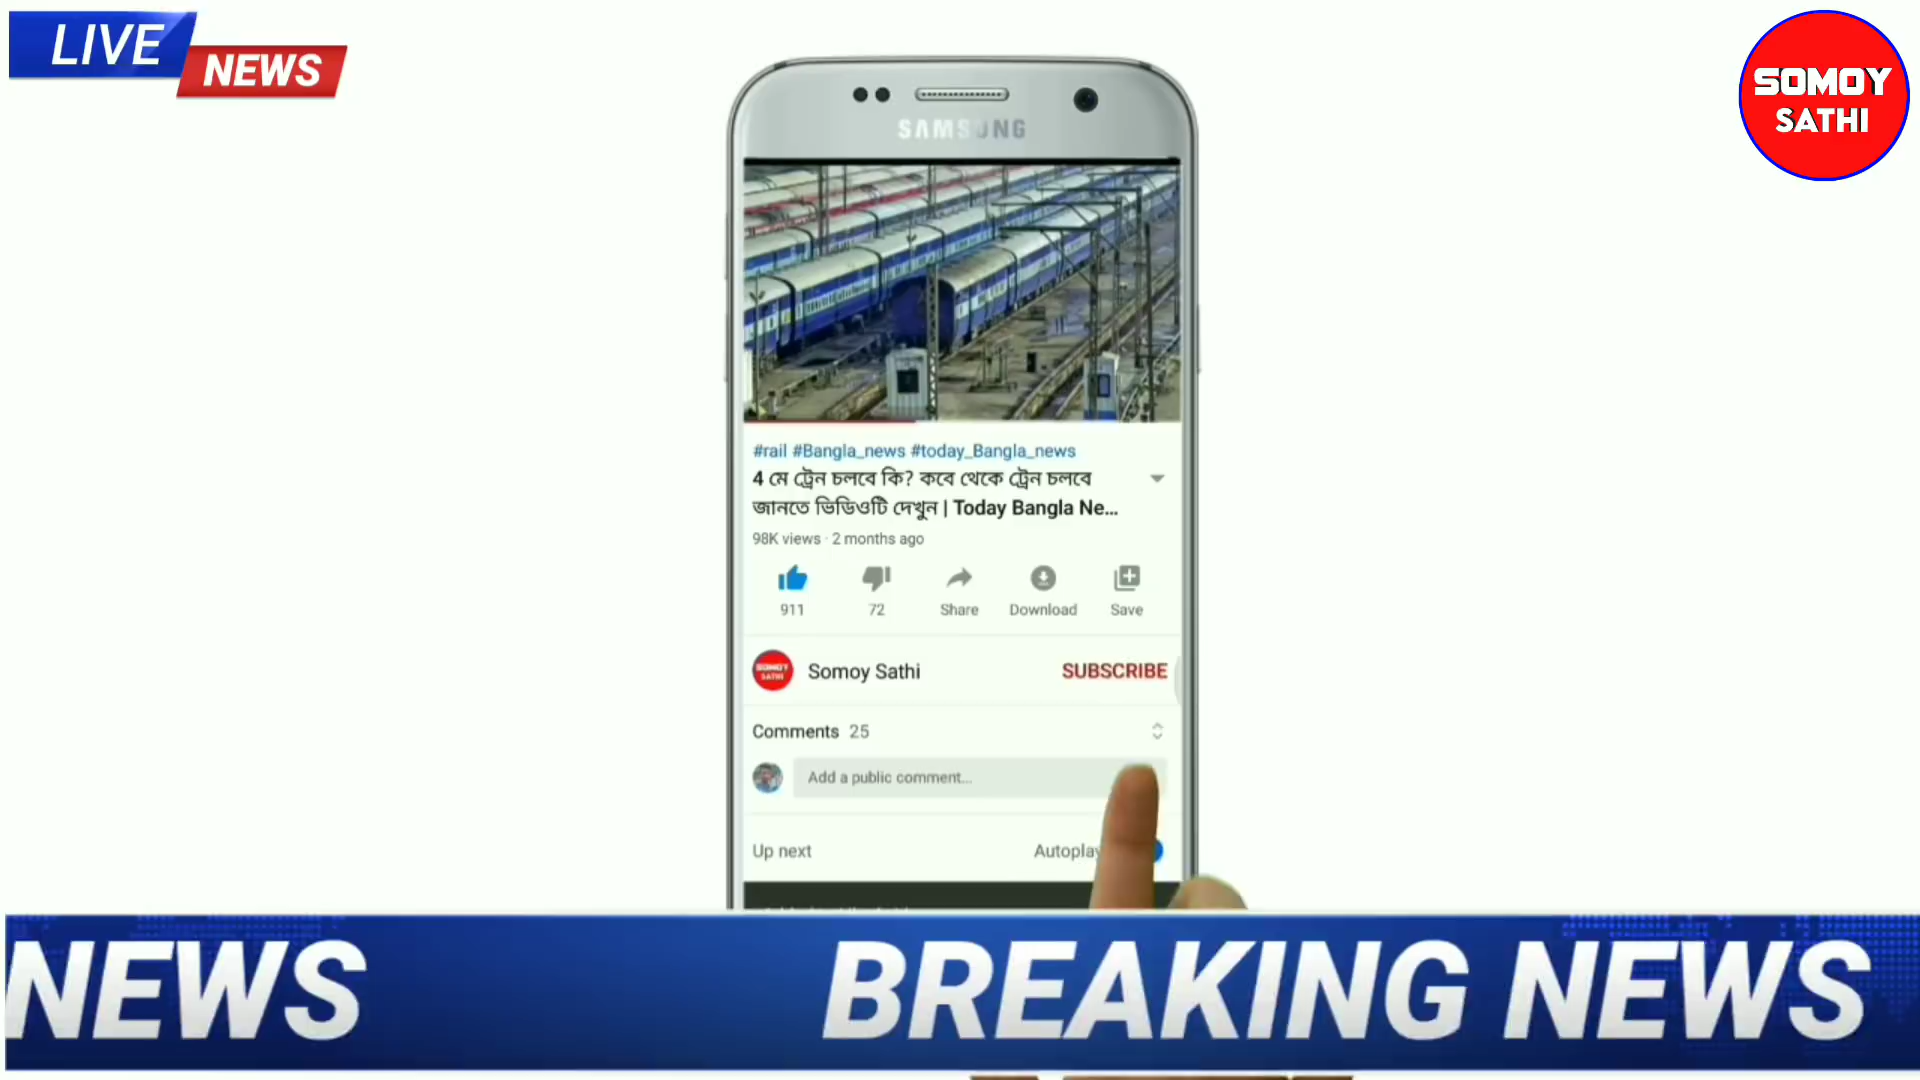 LIVE
NEWS
SOMOY
SATHI
SAMSUNG
#rail #Bangla_news #today_Bangla_news
4 মে ট্রেন চলবে কি? কবে থেকে ট্রেন চলবে
জানতে ভিডিওটি দেখুন | Today Bangla Ne...
98K views · 2 months ago
911
72
Share
Download
Save
SOMOY
SATHI
Somoy Sathi
SUBSCRIBE
Comments 25
Add a public comment...
Up next
Autoplay
NEWS
BREAKING NEWS